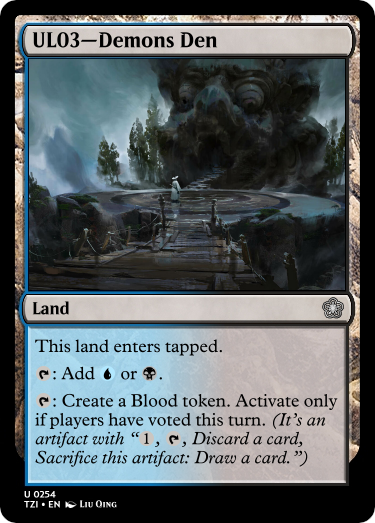 UL03—Demons Den
Land
This land enters tapped.
: Add or .
: Create a Blood token. Activate only
if players have voted this turn. (It's an
artifact with “1, , Discard a card,
Sacrifice this artifact: Draw a card.”)
U 0254
TZI • EN Liu Qing